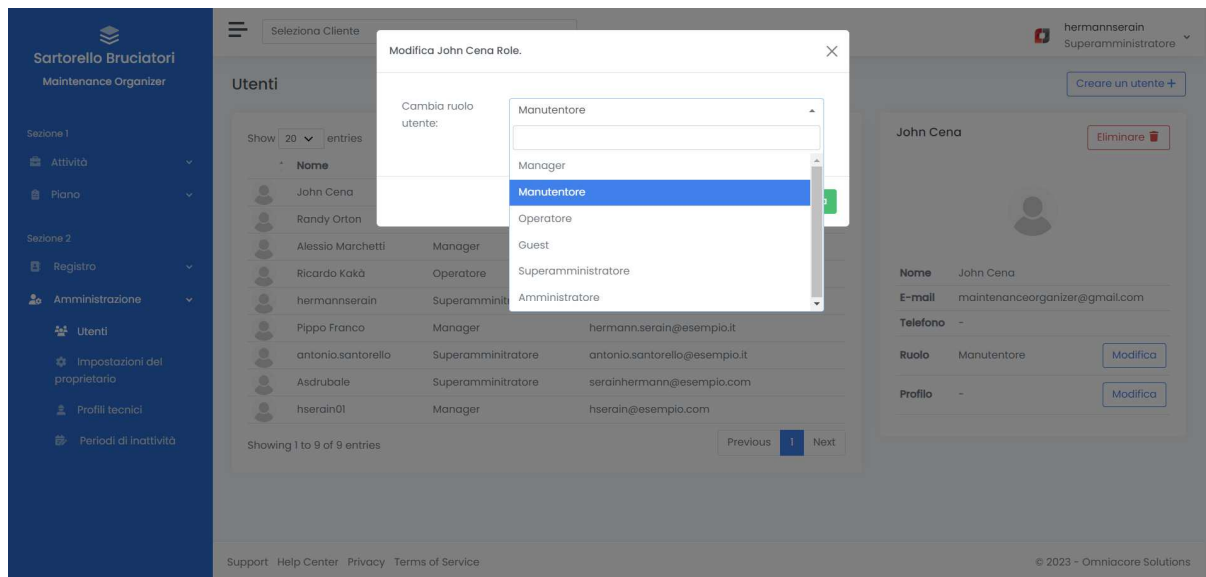 Sartorello Bruciatori
Maintenance Organizer
Sezione 1
Attività
Piano
Sezione 2
Registro
Amministrazione
Utenti
Impostazioni del
proprietario
Profili tecnici
Periodi di inattività
Seleziona Cliente
hermannserain
Superamministratore
Utenti
Creare un utente +
Show 20 entries
Nome
John Cena
Randy Orton
Alessio Marchetti Manager
Ricardo Kakà Operatore
hermannserain
Pippo Franco Manager hermann.serain@esempio.it
antonio.santorello Superamminitratore antonio.santorello@esempio.it
Asdrubale Superamminitratore serainhermann@esempio.com
hserain01 Manager hserain@esempio.com
Showing 1 to 9 of 9 entries
Previous 1 Next
Modifica John Cena Role.
Cambia ruolo
utente:
Manutentore
Manager
Manutentore
Operatore
Guest
Superamministratore
Amministratore
John Cena
Eliminare
Nome John Cena
E-mail maintenanceorganizer@gmail.com
Telefono -
Ruolo Manutentore Modifica
Profilo - Modifica
Support Help Center Privacy Terms of Service
© 2023 - Omniacore Solutions